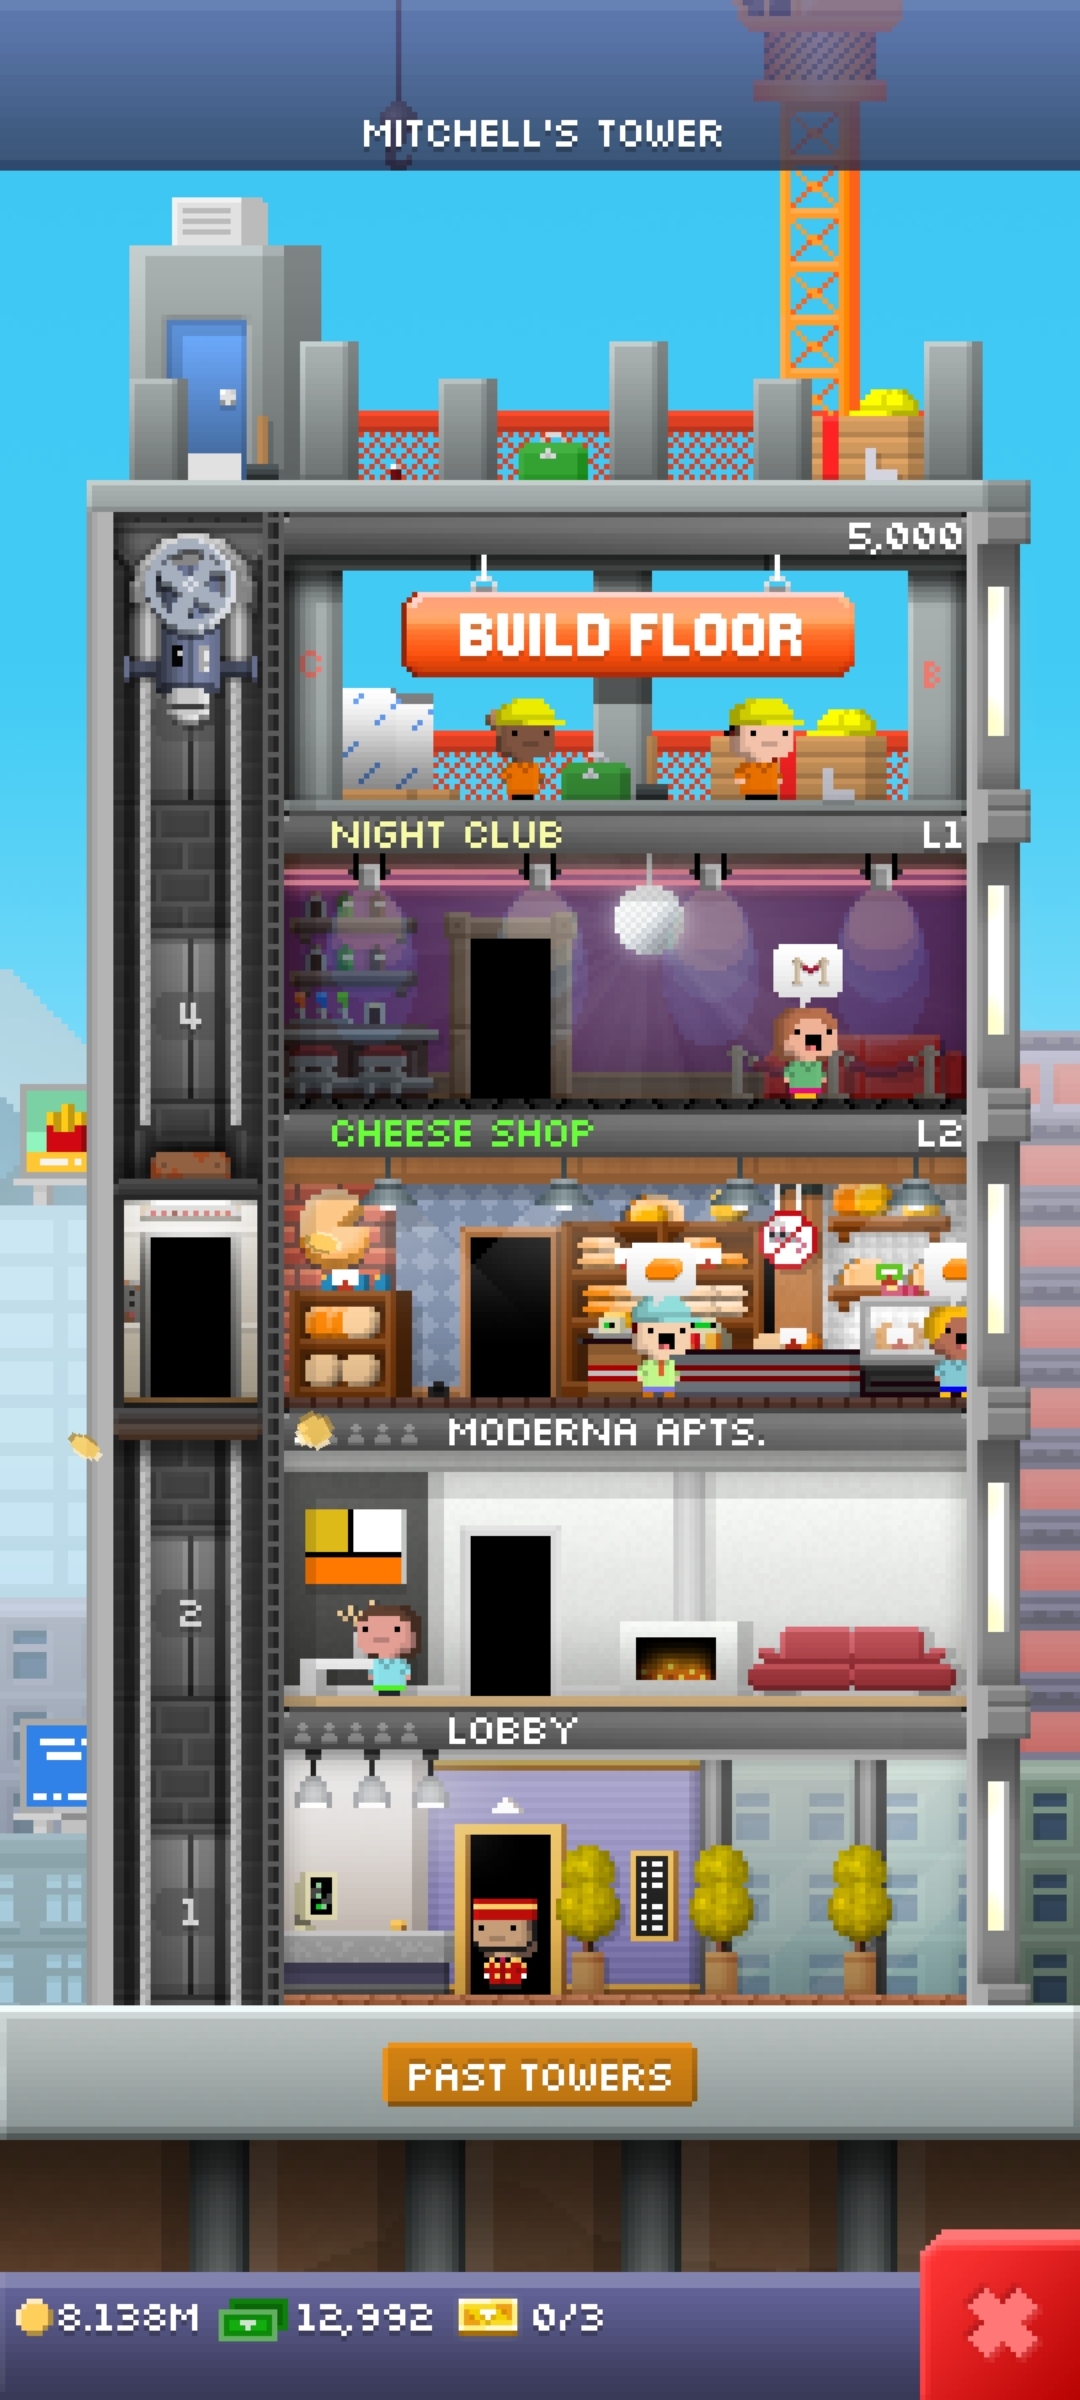 MITCHELL'S TOWER
5,000
BUILD FLOOR
C
B
NIGHT CLUB L1
4
M
CHEESE SHOP L2
MODERNA APTS.
2
LOBBY
1
PAST TOWERS
8.138M 12,992 0/3